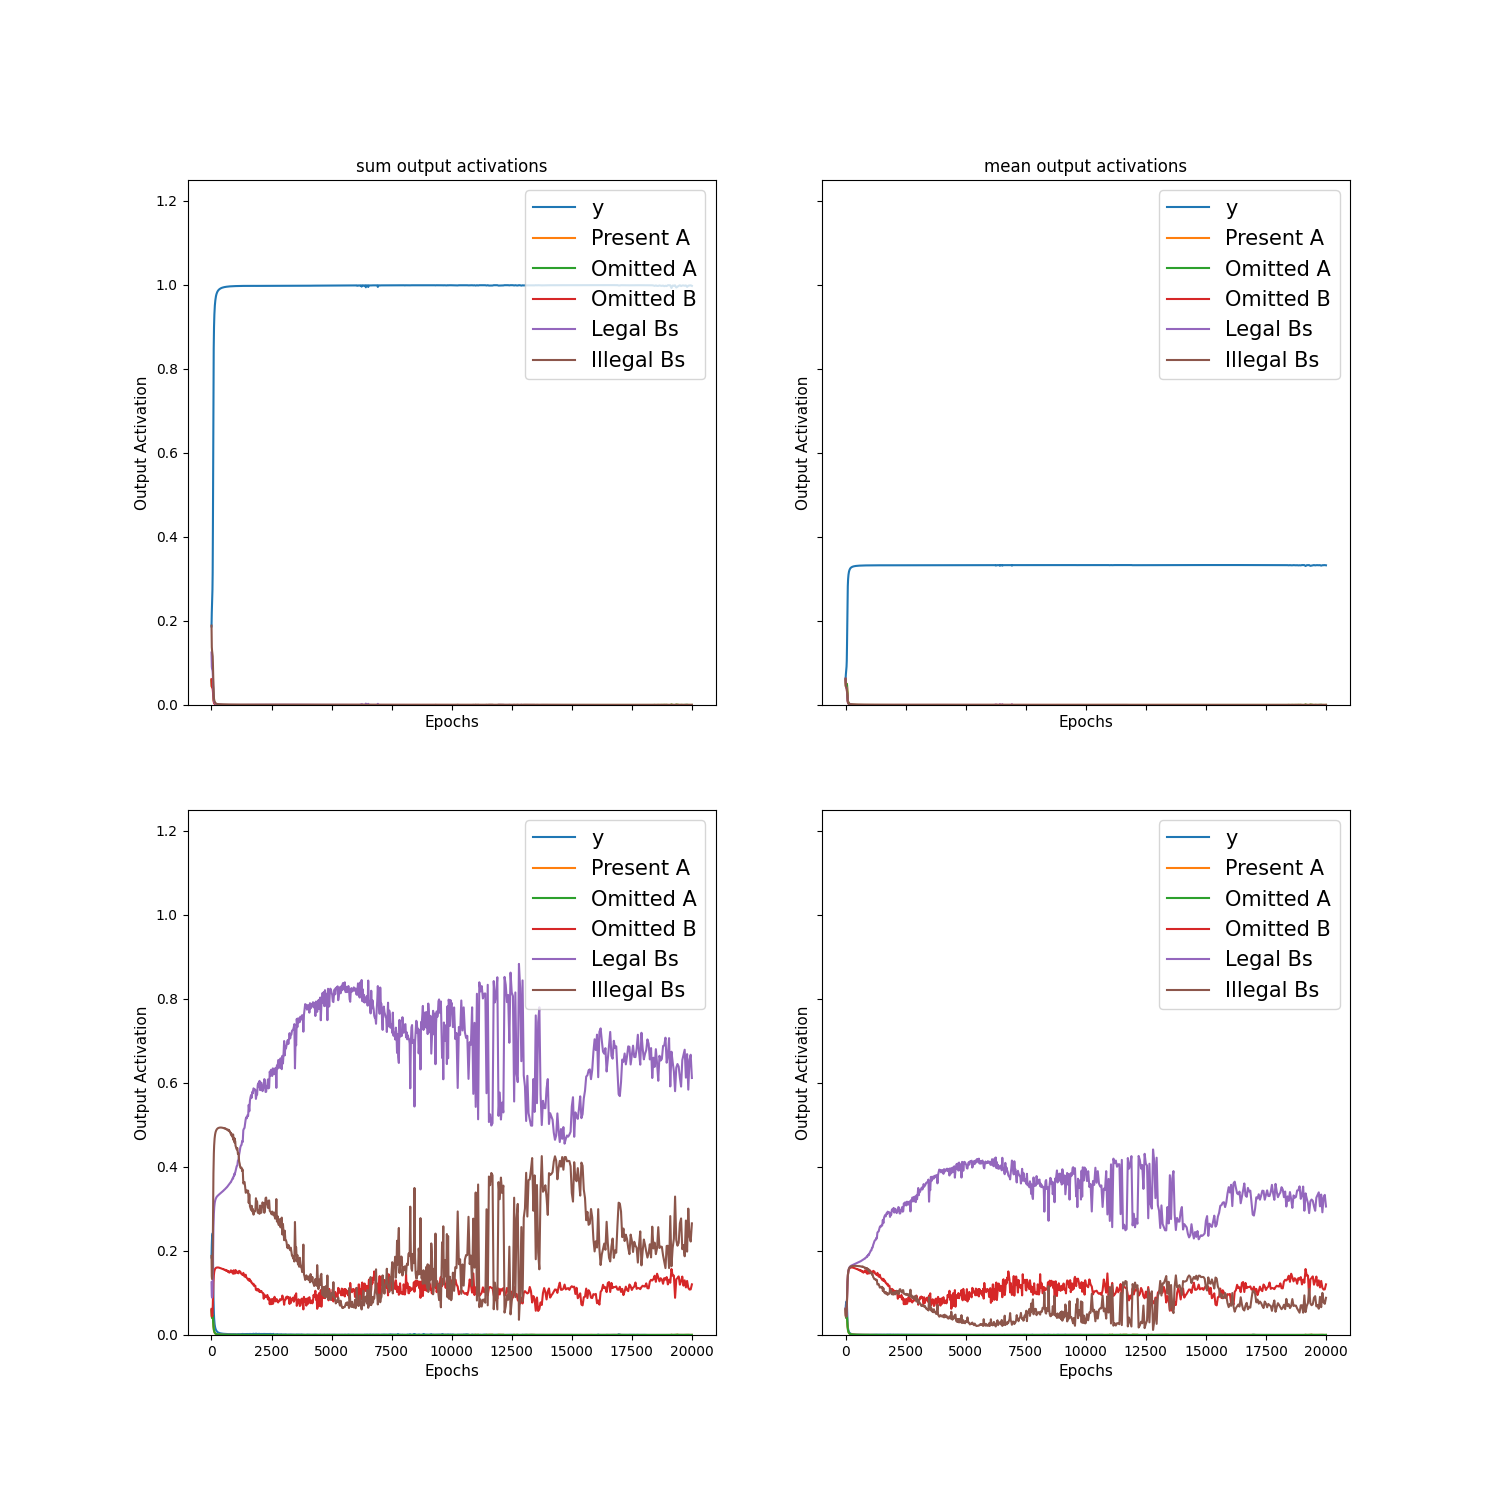 sum output activations
mean output activations
1.2
1.0
0.8
0.6
0.4
0.2
0.0
Output Activation
y
Present A
Omitted A
Omitted B
Legal Bs
Illegal Bs
Epochs
Output Activation
y
Present A
Omitted A
Omitted B
Legal Bs
Illegal Bs
Epochs
1.2
1.0
0.8
0.6
0.4
0.2
0.0
Output Activation
y
Present A
Omitted A
Omitted B
Legal Bs
Illegal Bs
0 2500 5000 7500 10000 12500 15000 17500 20000
Epochs
Output Activation
y
Present A
Omitted A
Omitted B
Legal Bs
Illegal Bs
0 2500 5000 7500 10000 12500 15000 17500 20000
Epochs